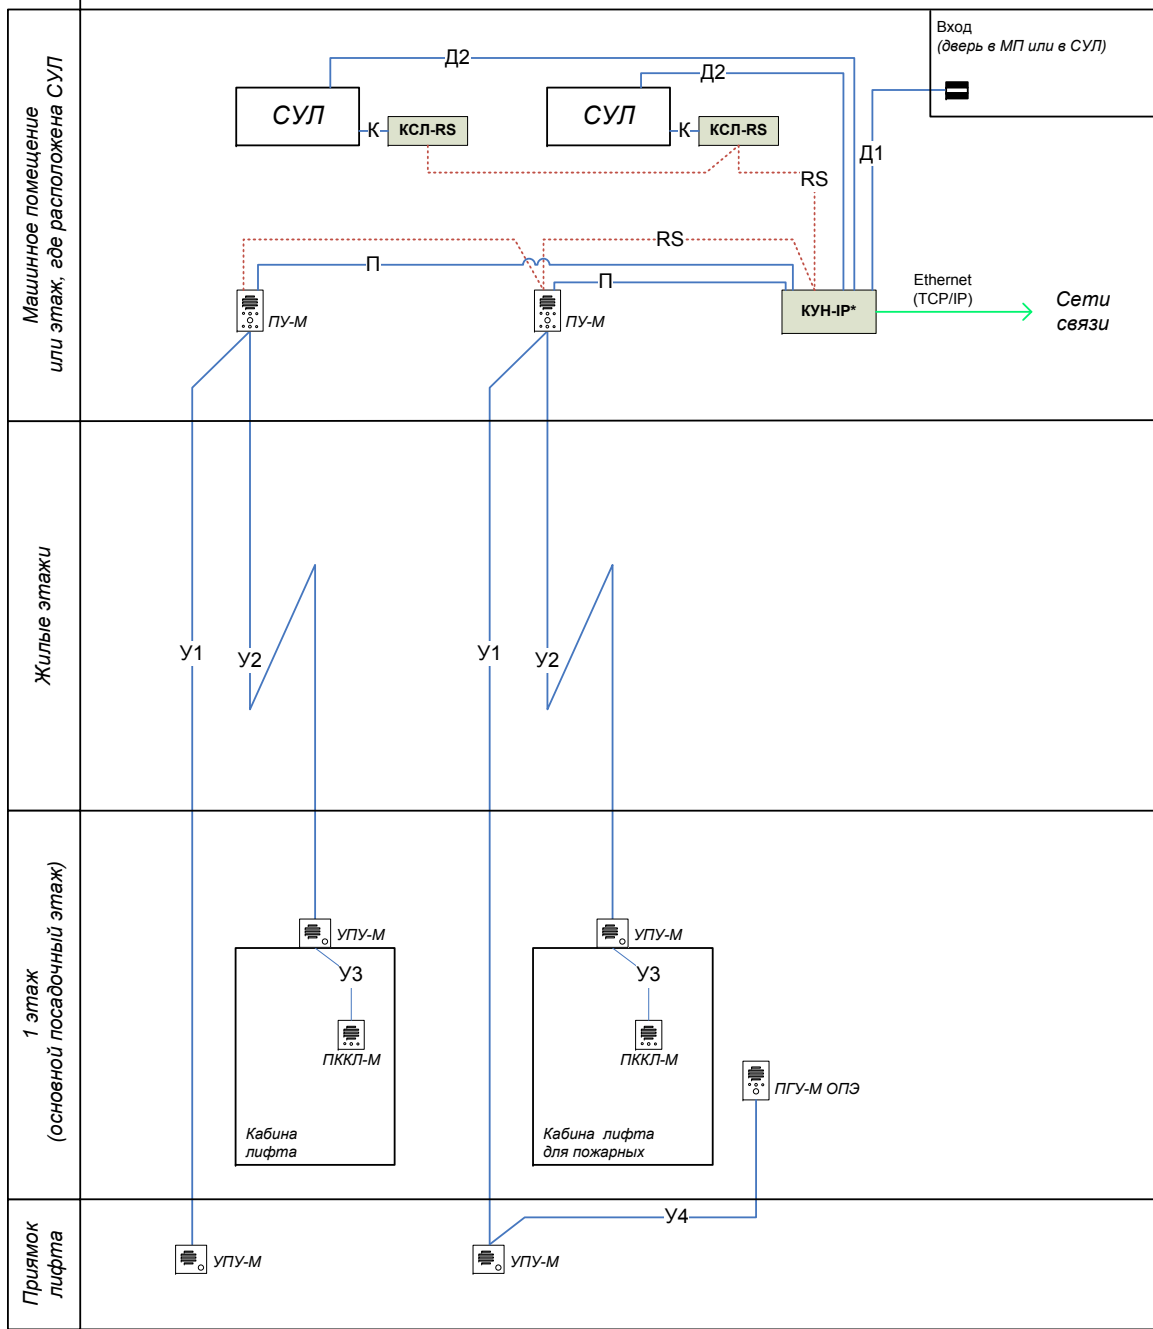 Машинное помещение
или этаж, где расположена СУЛ
Вход
(дверь в МП или в СУЛ)
Д2
Д2
СУЛ
К
КСЛ-RS
СУЛ
К
КСЛ-RS
Д1
RS
RS
П
П
ПУ-М
ПУ-М
КУН-IP*
Ethernet
(TCP/IP)
Сети
связи
Жилые этажи
У1
У2
У1
У2
1 этаж
(основной посадочный этаж)
УПУ-М
УПУ-М
У3
У3
ПККЛ-М
ПККЛ-М
ПГУ-М ОПЭ
Кабина
лифта
Кабина лифта
для пожарных
Приямок
лифта
У4
УПУ-М
УПУ-М